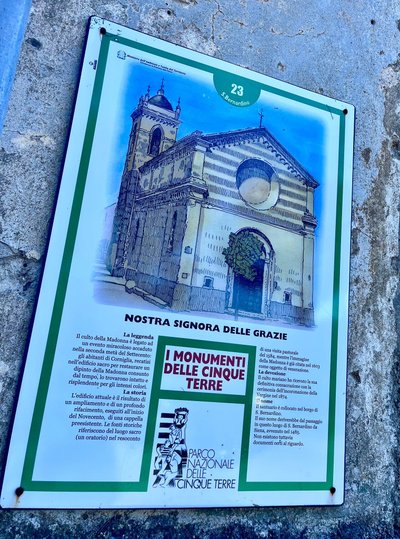 23
S. Bernardino
NOSTRA SIGNORA DELLE GRAZIE
La leggenda
Il culto della Madonna è legato ad
un evento miracoloso accaduto
nella seconda metà del Settecento:
gli abitanti di Corniglia, recatisi
nell'edificio sacro per restaurare un
dipinto della Madonna consunto
dal tempo, lo trovarono intatto e
risplendente per gli intensi colori.
La storia
L'edificio attuale è il risultato di
un ampliamento e di un profondo
rifacimento, eseguiti all'inizio
del Novecento, di una cappella
preesistente. Le fonti storiche
riferiscono del luogo sacro
(un oratorio) nel resoconto
I MONUMENTI
DELLE CINQUE
TERRE
PARCO
NAZIONALE
DELLE
CINQUE TERRE
di una visita pastorale
del 1584, mentre l'immagine
della Madonna è già citata nel 1603
come oggetto di venerazione.
La devozione
Il culto mariano ha ricevuto la sua
definitiva consacrazione con la
cerimonia dell'incoronazione della
Vergine nel 1874.
Il nome
Il santuario è collocato nel borgo di
S. Bernardino.
Il suo nome deriverebbe dal passaggio
in questo luogo di S. Bernardino da
Siena, avvenuto nel 1485.
Non esistono tuttavia
documenti certi al riguardo.